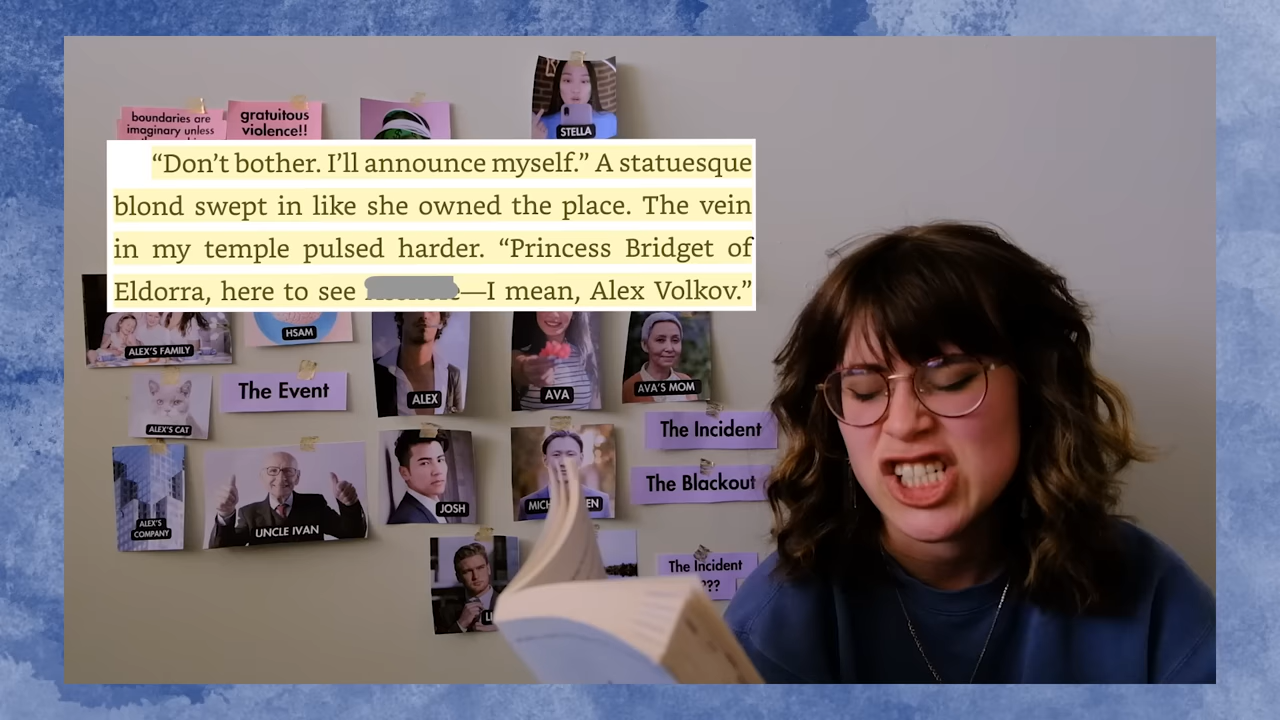 boundaries are
imaginary unless
gratuitous
violence!!
STELLA
“Don’t bother. I’ll announce myself.” A statuesque
blond swept in like she owned the place. The vein
in my temple pulsed harder. “Princess Bridget of
Eldorra, here to see —I mean, Alex Volkov.”
ALEX'S FAMILY
HSAM
ALEX
AVA
AVA'S MOM
ALEX'S CAT
The Event
The Incident
The Blackout
ALEX'S
COMPANY
UNCLE IVAN
JOSH
The Incident
???